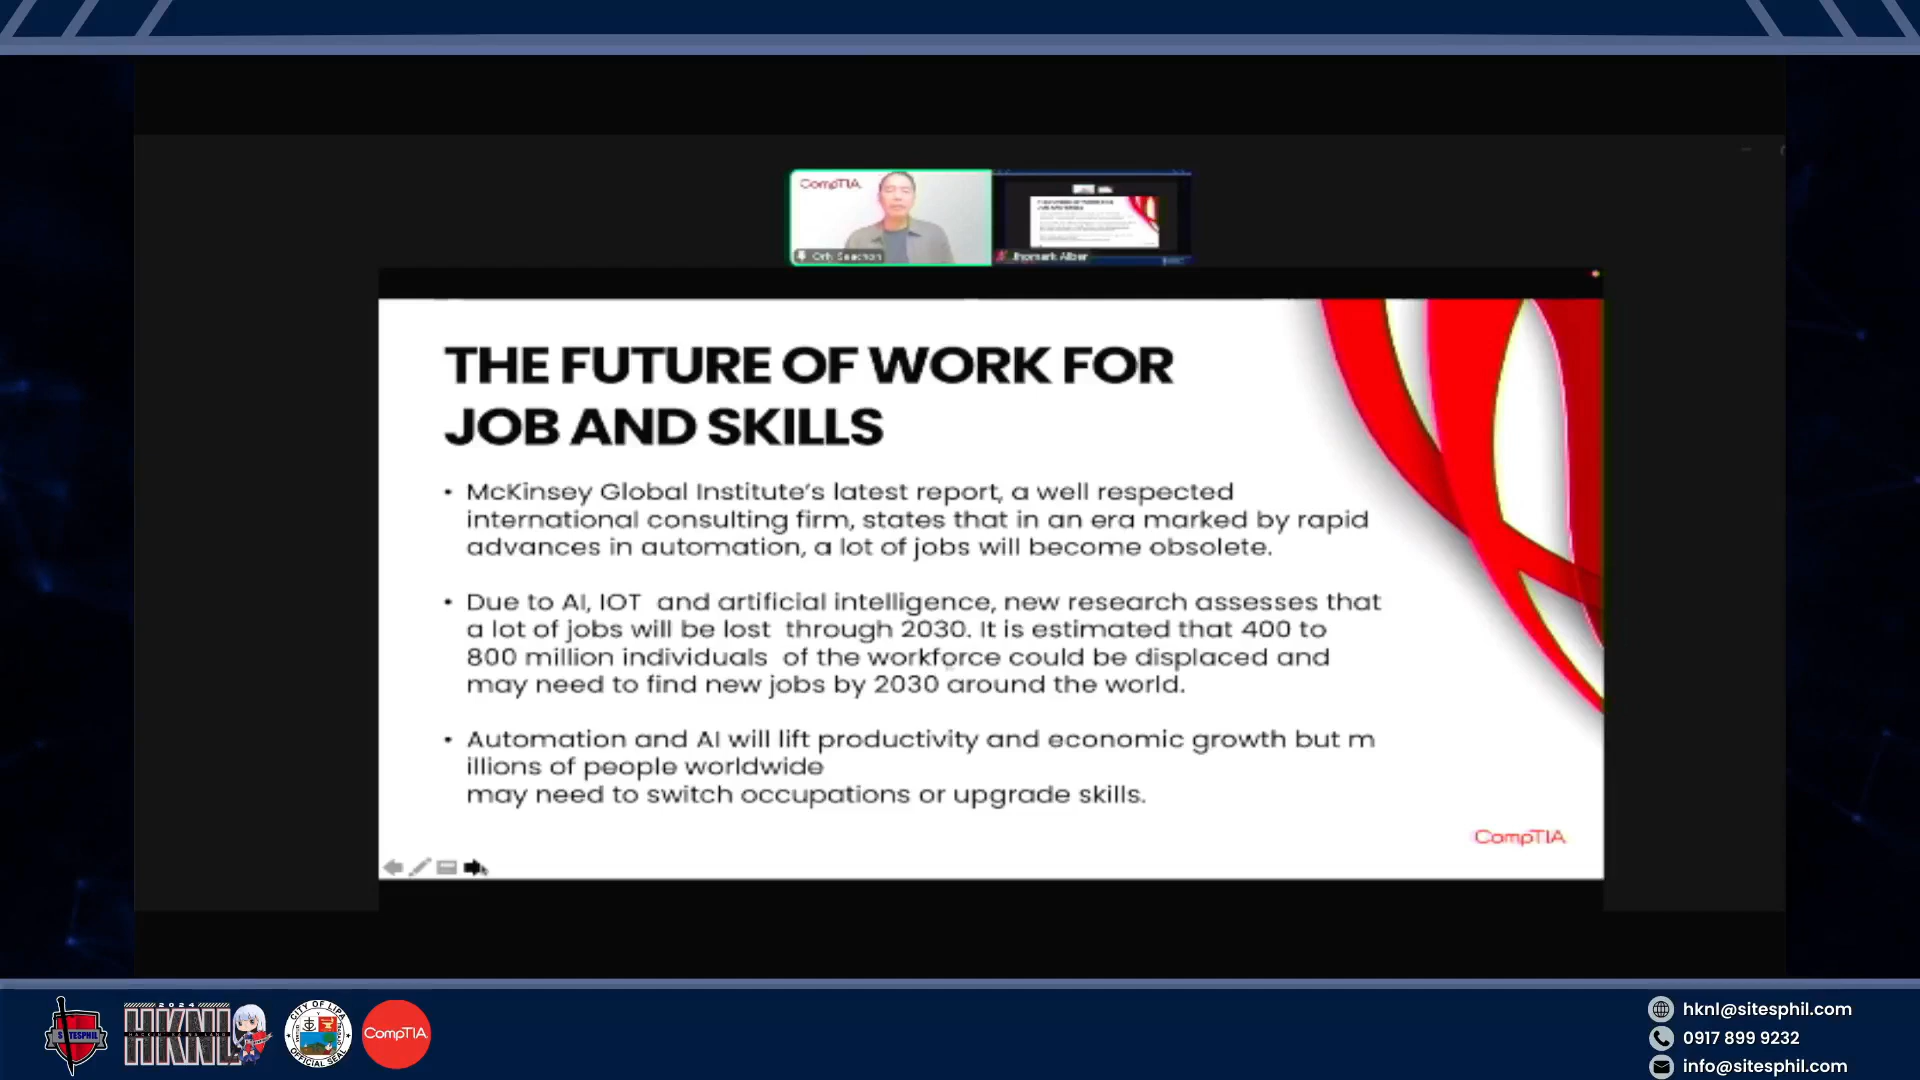 CompTIA
Jhomark Alber
THE FUTURE OF WORK FOR
JOB AND SKILLS
• McKinsey Global Institute's latest report, a well respected
international consulting firm, states that in an era marked by rapid
advances in automation, a lot of jobs will become obsolete.
• Due to AI, IOT and artificial intelligence, new research assesses that
a lot of jobs will be lost through 2030. It is estimated that 400 to
800 million individuals of the workforce could be displaced and
may need to find new jobs by 2030 around the world.
• Automation and AI will lift productivity and economic growth but m
illions of people worldwide
may need to switch occupations or upgrade skills.
CompTIA
SITESPHIL
2024
HKNL
CITY OF LIPA
OFFICIAL SEAL
CompTIA
hknl@sitesphil.com
0917 899 9232
info@sitesphil.com